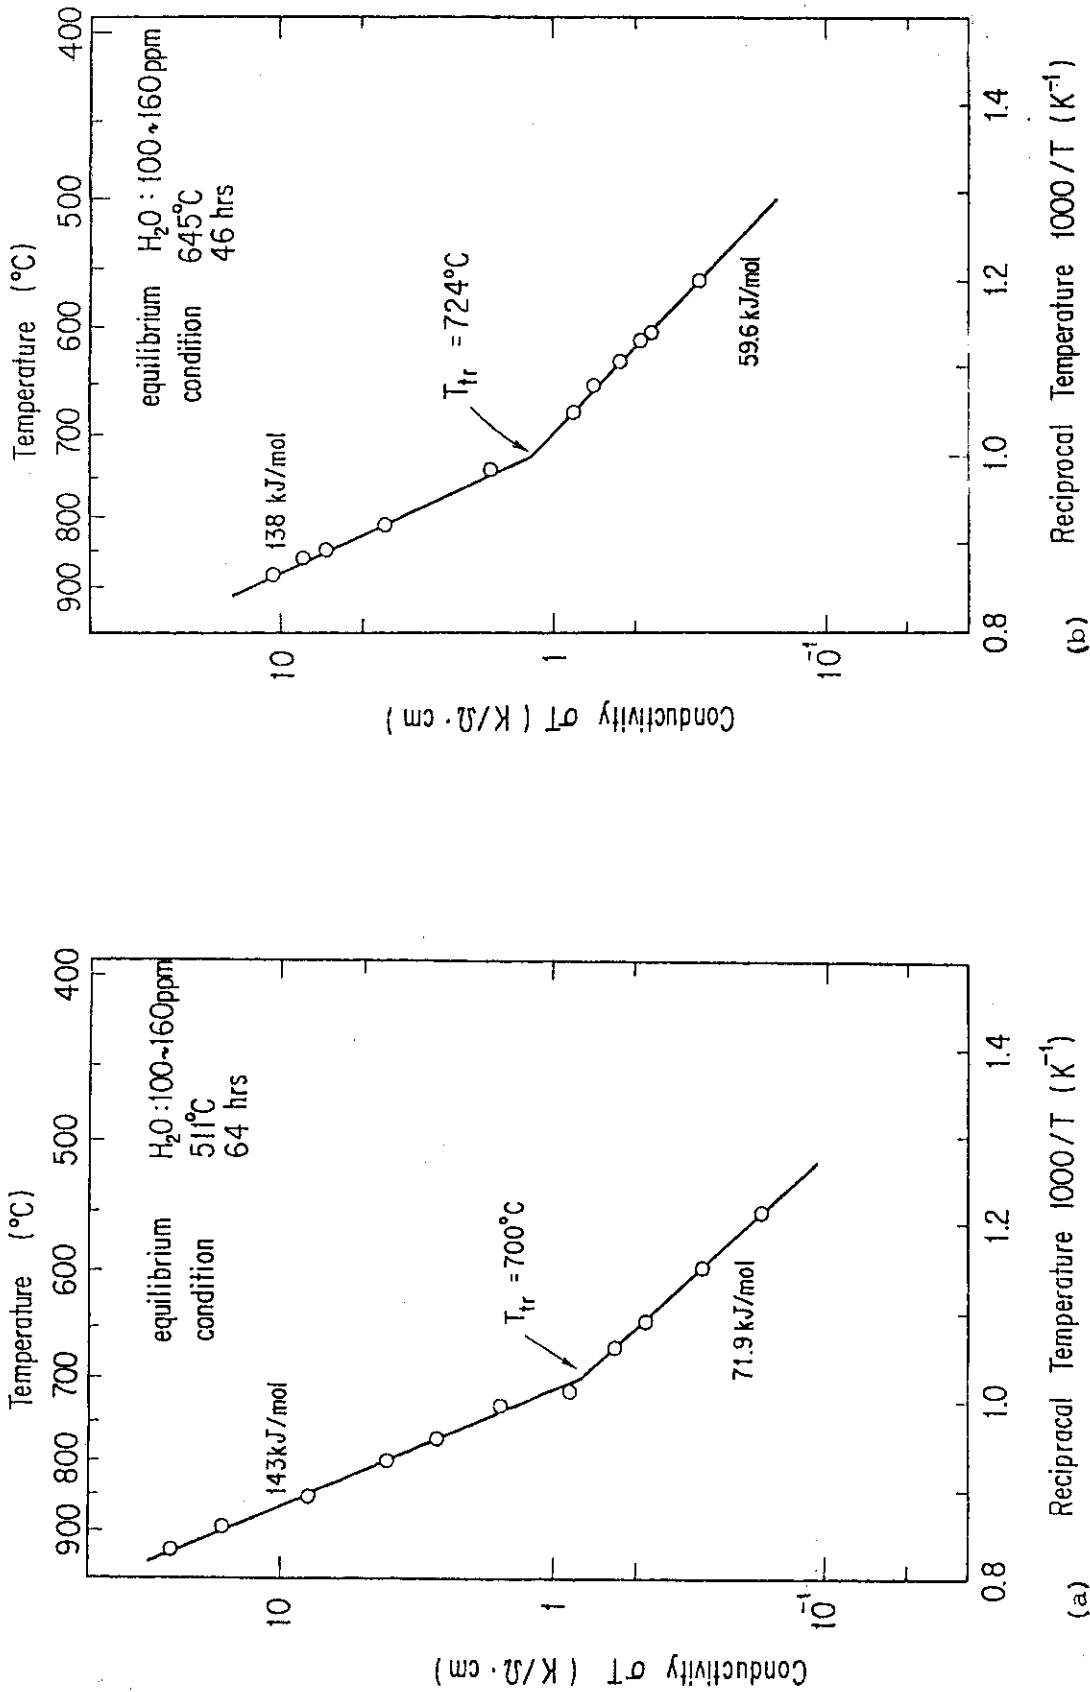 Temperature (°C)
900 800 700 600 500 400
equilibrium H₂O : 100~160ppm
condition 511°C
64 hrs
143kJ/mol
Ttr = 700°C
71.9 kJ/mol
10
1
10⁻¹
Conductivity σT ( K/Ω · cm )
0.8 1.0 1.2 1.4
Reciprocal Temperature 1000/T (K⁻¹)
(a)
Temperature (°C)
900 800 700 600 500 400
equilibrium H₂O : 100~160ppm
condition 645°C
46 hrs
138 kJ/mol
Ttr = 724°C
59.6 kJ/mol
10
1
10⁻¹
Conductivity σT ( K/Ω · cm )
0.8 1.0 1.2 1.4
Reciprocal Temperature 1000/T (K⁻¹)
(b)